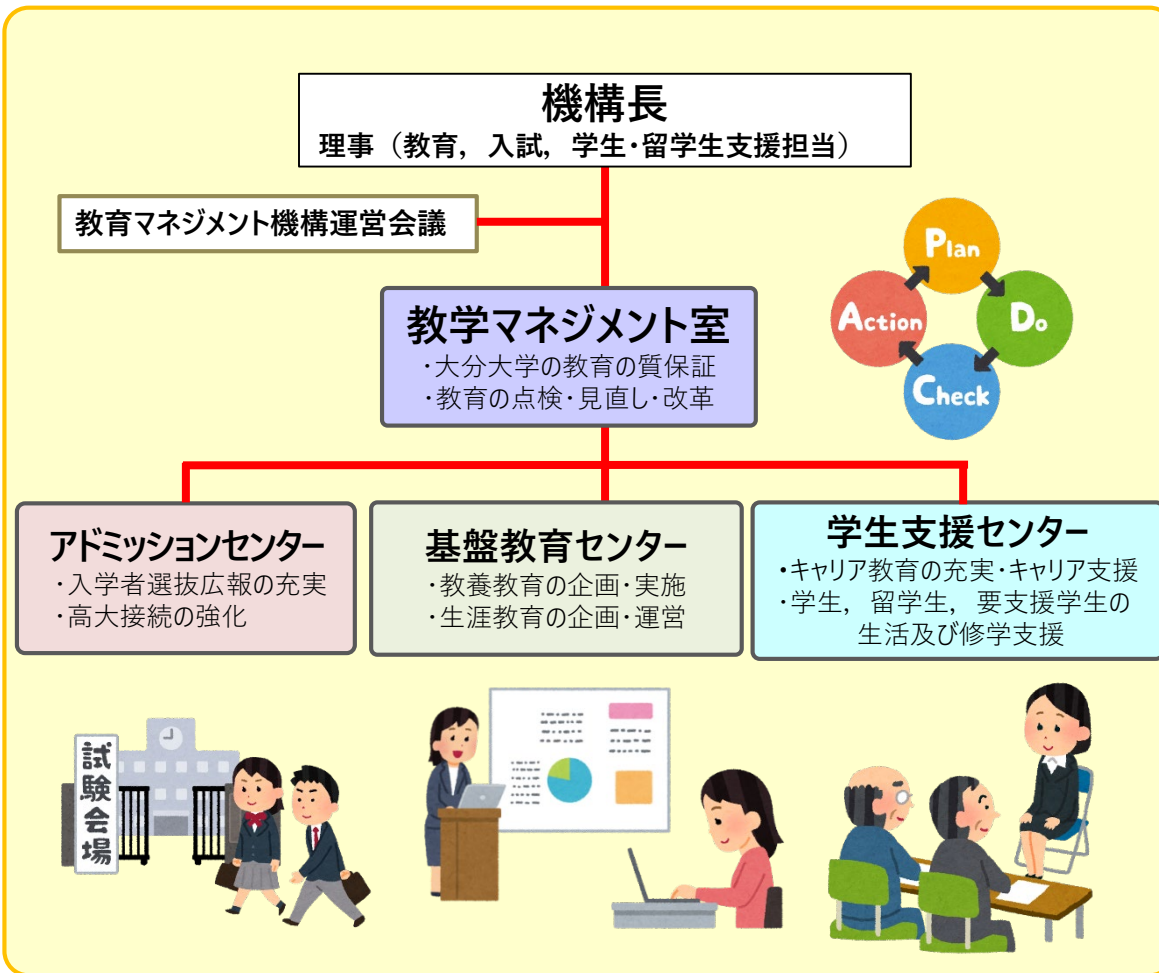 機構長
理事（教育，入試，学生・留学生支援担当）
教育マネジメント機構運営会議
Plan
Action
Do
Check
教学マネジメント室
・大分大学の教育の質保証
・教育の点検・見直し・改革
アドミッションセンター
・入学者選抜広報の充実
・高大接続の強化
基盤教育センター
・教養教育の企画・実施
・生涯教育の企画・運営
学生支援センター
・キャリア教育の充実・キャリア支援
・学生，留学生，要支援学生の
生活及び修学支援
試験会場